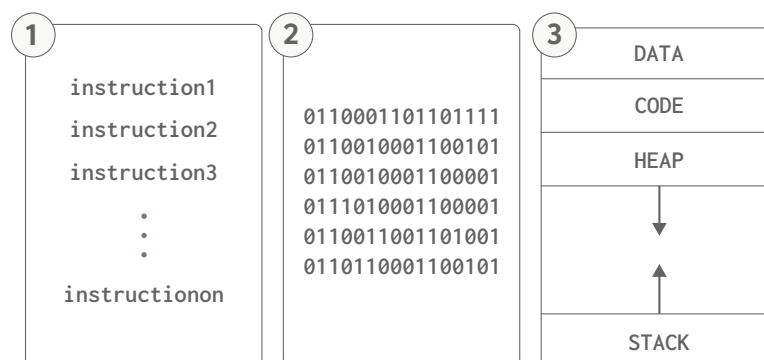 1
instruction1
instruction2
instruction3
.
.
.
instructionon
2
0110001101101111
0110010001100101
0110010001100001
0111010001100001
0110011001101001
0110110001100101
3
DATA
CODE
HEAP
STACK